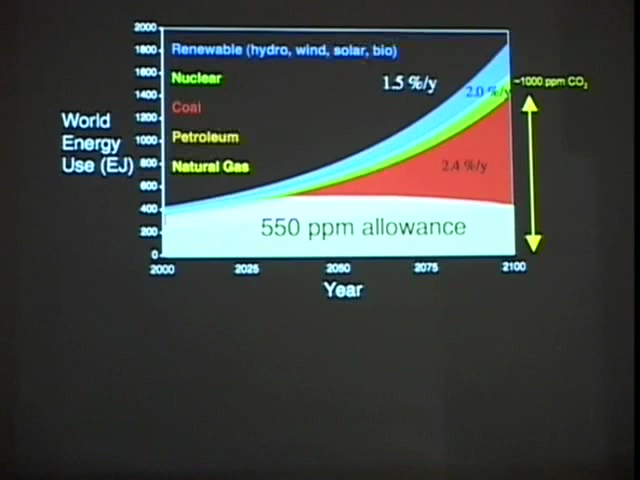 2000
1800
1600
1400
1200
1000
800
600
400
200
0
World
Energy
Use (EJ)
Renewable (hydro, wind, solar, bio)
Nuclear
Coal
Petroleum
Natural Gas
1.5 %/y
2.0 %/y
2.4 %/y
~1000 ppm CO2
550 ppm allowance
2000 2025 2050 2075 2100
Year